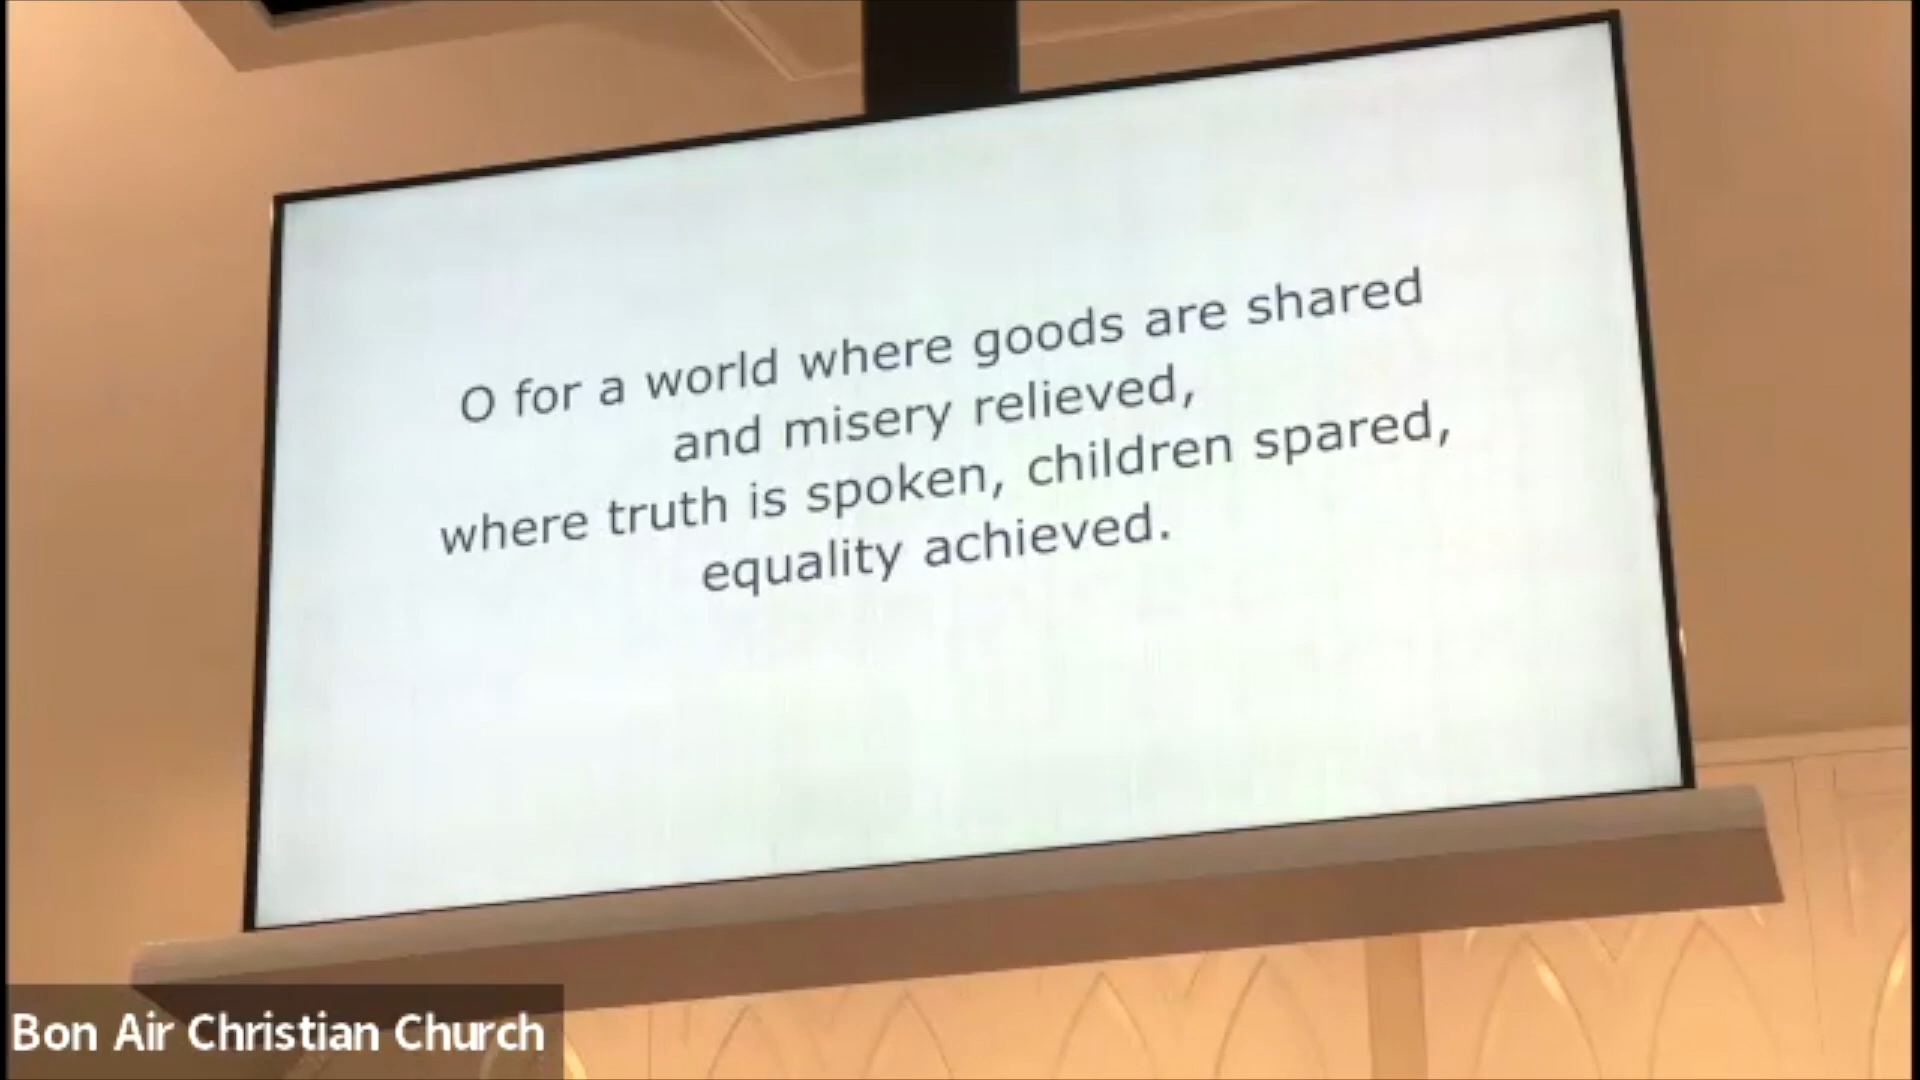 O for a world where goods are shared
and misery relieved,
where truth is spoken, children spared,
equality achieved.
Bon Air Christian Church